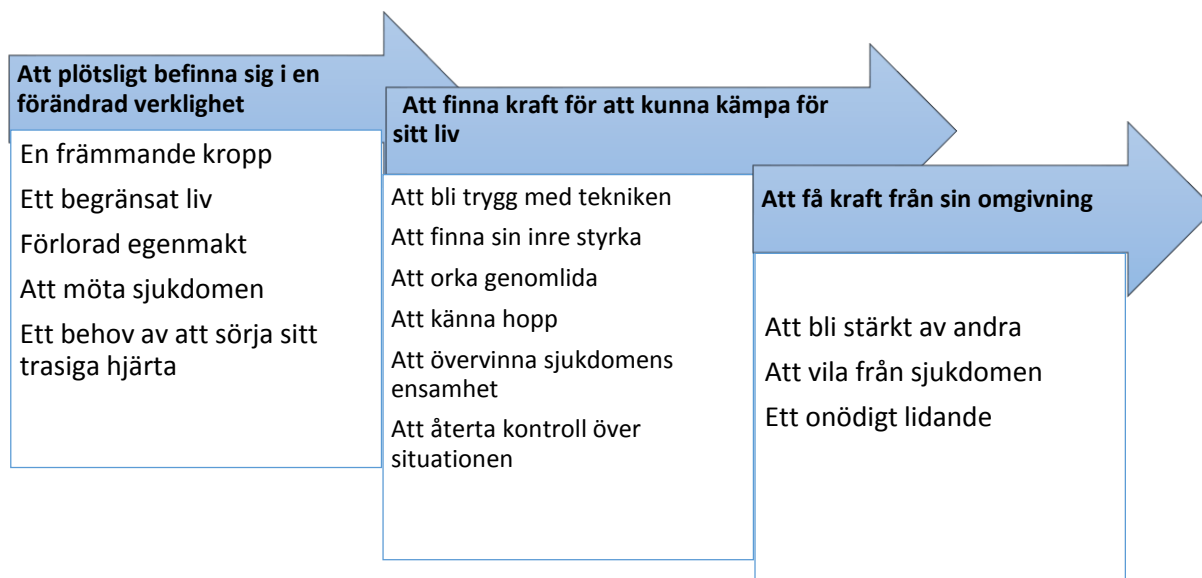 Att plötsligt befinna sig i en
förändrad verklighet
En främmande kropp
Ett begränsat liv
Förlorad egenmakt
Att möta sjukdomen
Ett behov av att sörja sitt
trasiga hjärta
Att finna kraft för att kunna kämpa för
sitt liv
Att bli trygg med tekniken
Att finna sin inre styrka
Att orka genomlida
Att känna hopp
Att övervinna sjukdomens
ensamhet
Att återta kontroll över
situationen
Att få kraft från sin omgivning
Att bli stärkt av andra
Att vila från sjukdomen
Ett onödigt lidande